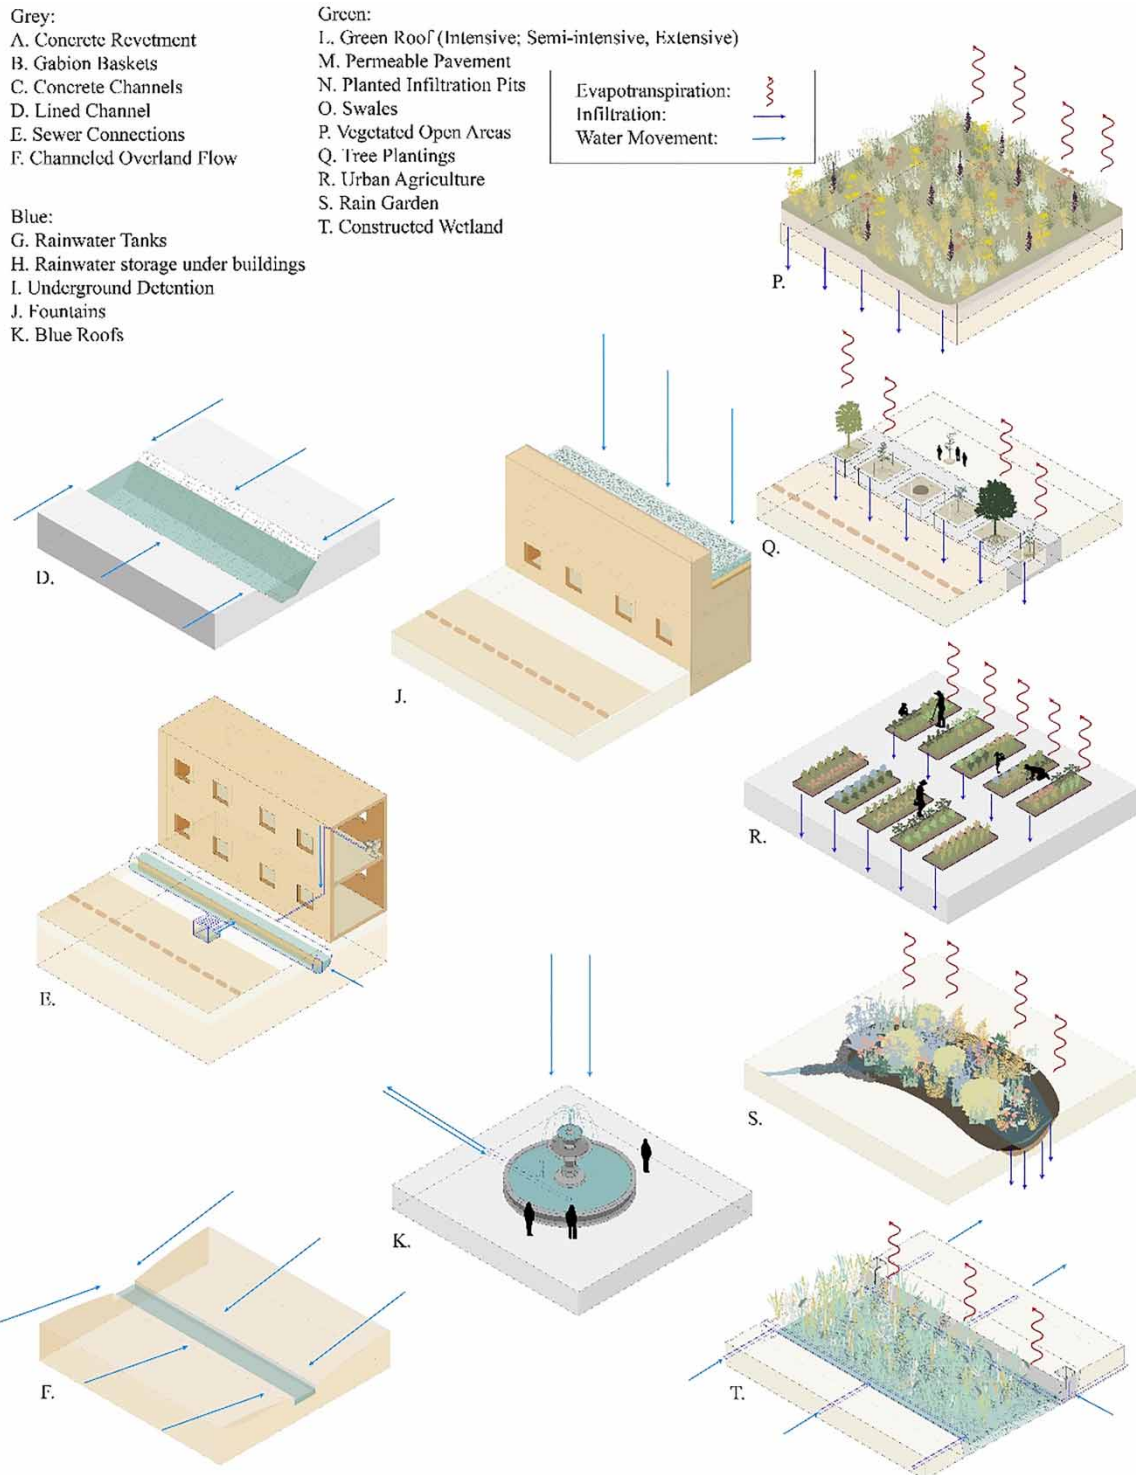 Grey:
A. Concrete Revetment
B. Gabion Baskets
C. Concrete Channels
D. Lined Channel
E. Sewer Connections
F. Channeled Overland Flow
Blue:
G. Rainwater Tanks
H. Rainwater storage under buildings
I. Underground Detention
J. Fountains
K. Blue Roofs
Green:
L. Green Roof (Intensive; Semi-intensive, Extensive)
M. Permeable Pavement
N. Planted Infiltration Pits
O. Swales
P. Vegetated Open Areas
Q. Tree Plantings
R. Urban Agriculture
S. Rain Garden
T. Constructed Wetland
Evapotranspiration:
Infiltration:
Water Movement:
P.
D.
J.
Q.
E.
R.
K.
S.
F.
T.